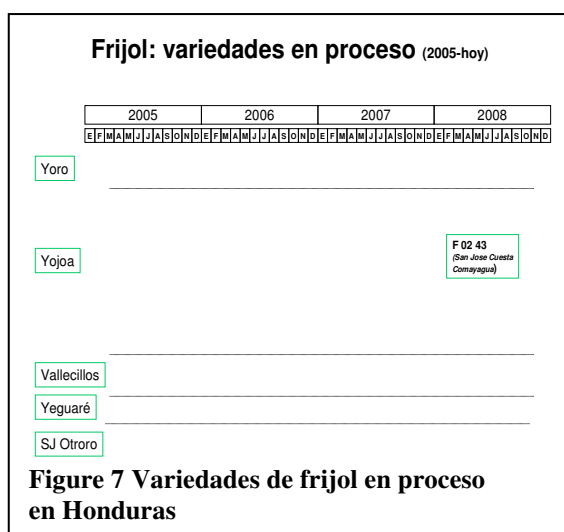 Frijol: variedades en proceso (2005-hoy)
2005 2006 2007 2008
E F M A M J J A S O N D E F M A M J J A S O N D E F M A M J J A S O N D E F M A M J J A S O N D
Yoro
F 02 43
(San Jose Cuesta
Comayagua)
Yojoa
Vallecillos
Yeguaré
SJ Otroro
Figure 7 Variedades de frijol en proceso
en Honduras